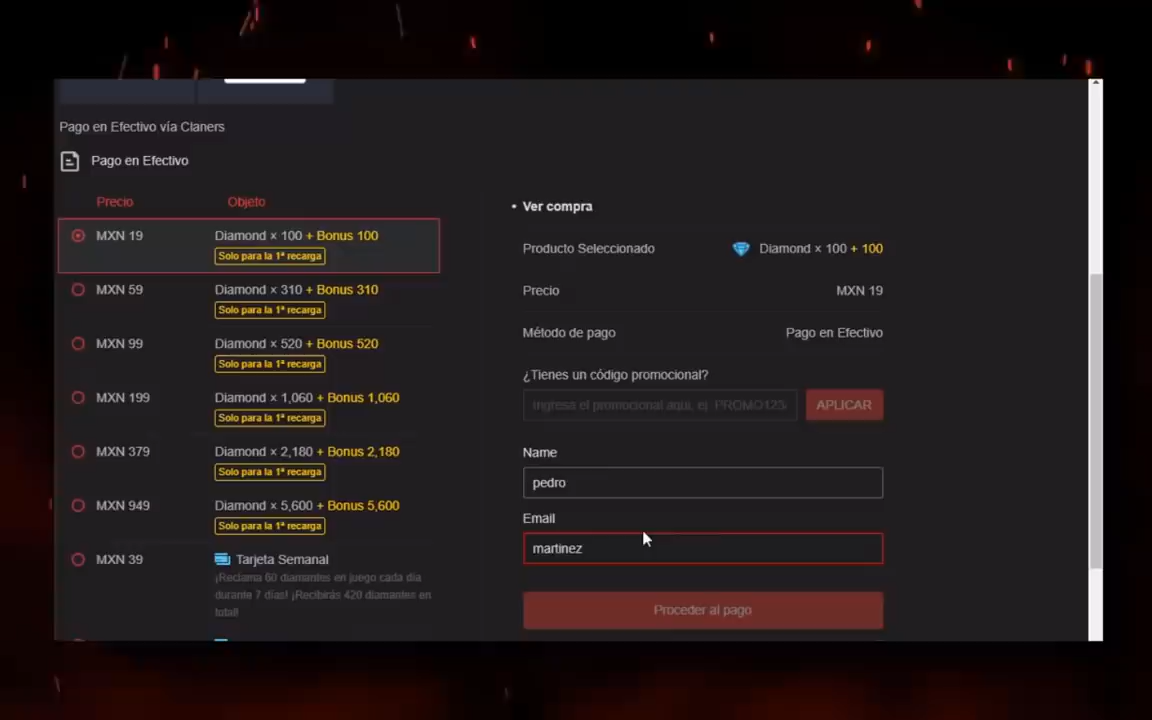 Pago en Efectivo vía Claners
Pago en Efectivo
Precio Objeto
MXN 19 Diamond × 100 + Bonus 100
Solo para la 1ª recarga
MXN 59 Diamond × 310 + Bonus 310
Solo para la 1ª recarga
MXN 99 Diamond × 520 + Bonus 520
Solo para la 1ª recarga
MXN 199 Diamond × 1,060 + Bonus 1,060
Solo para la 1ª recarga
MXN 379 Diamond × 2,180 + Bonus 2,180
Solo para la 1ª recarga
MXN 949 Diamond × 5,600 + Bonus 5,600
Solo para la 1ª recarga
MXN 39 Tarjeta Semanal
¡Reclama 60 diamantes en juego cada día
durante 7 días! ¡Recibirás 420 diamantes en
total!
• Ver compra
Producto Seleccionado Diamond × 100 + 100
Precio MXN 19
Método de pago Pago en Efectivo
¿Tienes un código promocional?
Ingresa el promocional aquí, ej. PROMO123 APLICAR
Name
pedro
Email
martinez
Proceder al pago